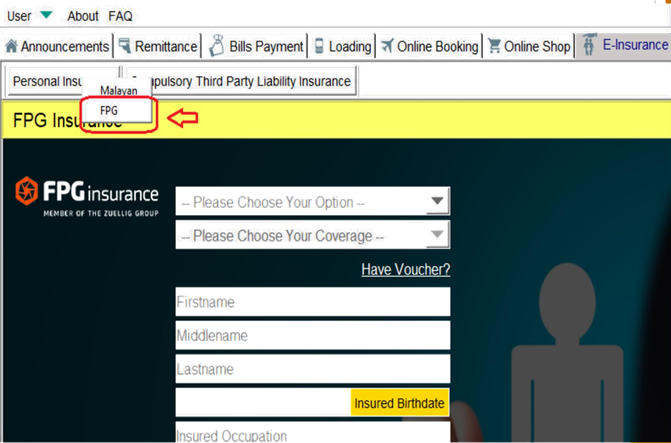 User About FAQ
Announcements Remittance Bills Payment Loading Online Booking Online Shop E-Insurance
Personal Insu pulsory Third Party Liability Insurance
Malayan
FPG
FPG Insurance
FPG insurance
MEMBER OF THE ZUELLIG GROUP
-- Please Choose Your Option --
-- Please Choose Your Coverage --
Have Voucher?
Firstname
Middlename
Lastname
Insured Birthdate
Insured Occupation